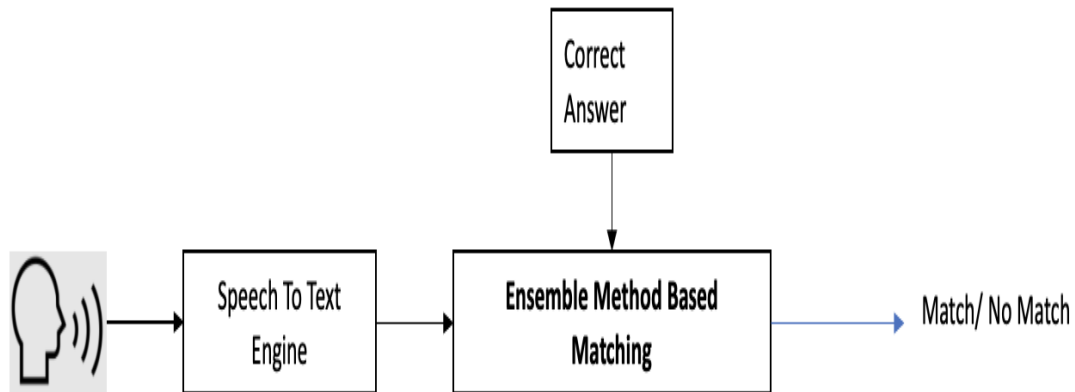 Correct
Answer
Speech To Text
Engine
Ensemble Method Based
Matching
Match/ No Match